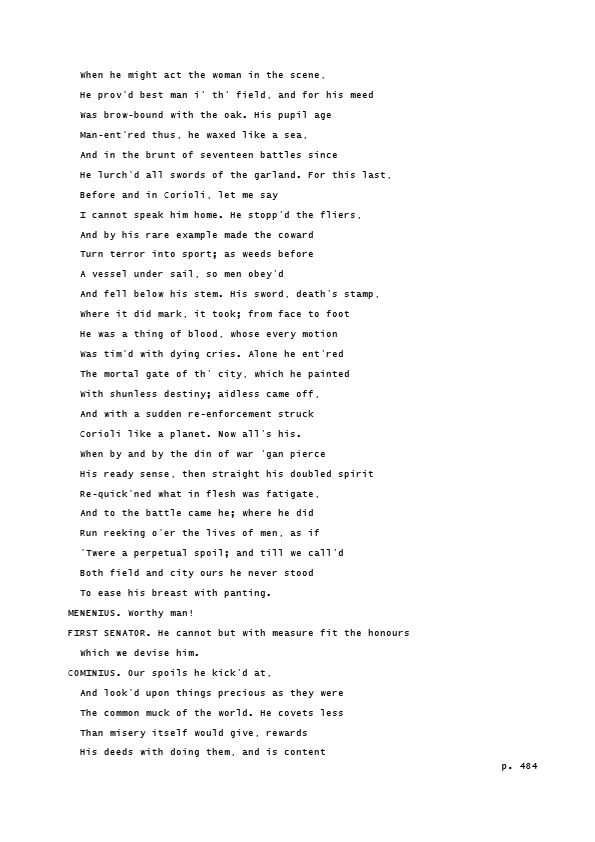 When he might act the woman in the scene,
He prov'd best man i' th' field, and for his meed
Was brow-bound with the oak. His pupil age
Man-ent'red thus, he waxed like a sea,
And in the brunt of seventeen battles since
He lurch'd all swords of the garland. For this last,
Before and in Corioli, let me say
I cannot speak him home. He stopp'd the fliers,
And by his rare example made the coward
Turn terror into sport; as weeds before
A vessel under sail, so men obey'd
And fell below his stem. His sword, death's stamp,
Where it did mark, it took; from face to foot
He was a thing of blood, whose every motion
Was tim'd with dying cries. Alone he ent'red
The mortal gate of th' city, which he painted
With shunless destiny; aidless came off,
And with a sudden re-enforcement struck
Corioli like a planet. Now all's his.
When by and by the din of war 'gan pierce
His ready sense, then straight his doubled spirit
Re-quick'ned what in flesh was fatigate,
And to the battle came he; where he did
Run reeking o'er the lives of men, as if
'Twere a perpetual spoil; and till we call'd
Both field and city ours he never stood
To ease his breast with panting.
MENENIUS. Worthy man!
FIRST SENATOR. He cannot but with measure fit the honours
Which we devise him.
COMINIUS. Our spoils he kick'd at,
And look'd upon things precious as they were
The common muck of the world. He covets less
Than misery itself would give, rewards
His deeds with doing them, and is content
p. 484